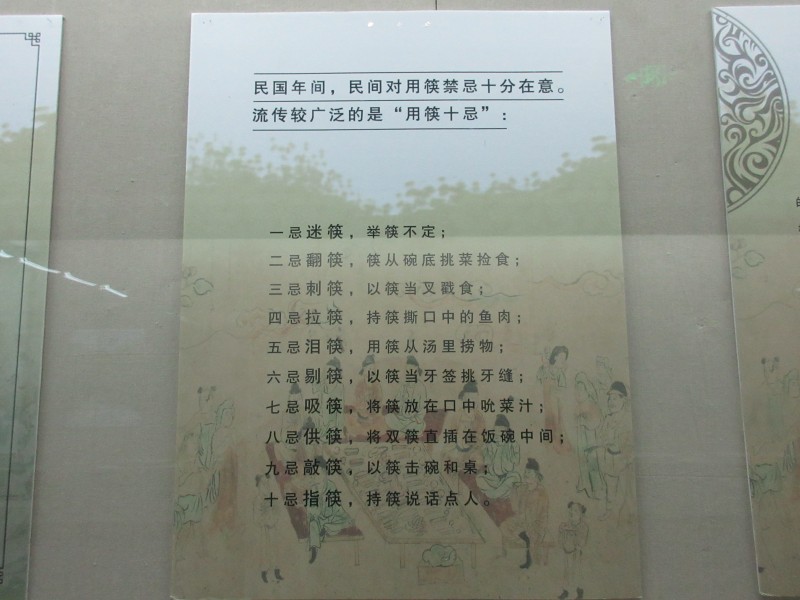 民国年间，民间对用筷禁忌十分在意。
流传较广泛的是“用筷十忌”：
一忌迷筷，举筷不定；
二忌翻筷，筷从碗底挑菜捡食；
三忌刺筷，以筷当叉戳食；
四忌拉筷，持筷撕口中的鱼肉；
五忌泪筷，用筷从汤里捞物；
六忌剔筷，以筷当牙签挑牙缝；
七忌吸筷，将筷放在口中吮菜汁；
八忌供筷，将双筷直插在饭碗中间；
九忌敲筷，以筷击碗和桌；
十忌指筷，持筷说话点人。